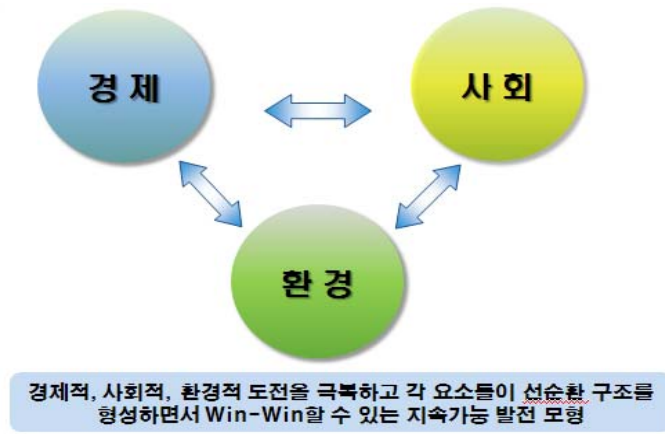 경 제
사 회
환 경
경제적, 사회적, 환경적 도전을 극복하고 각 요소들이 선순환 구조를
형성하면서 Win-Win할 수 있는 지속가능 발전 모형